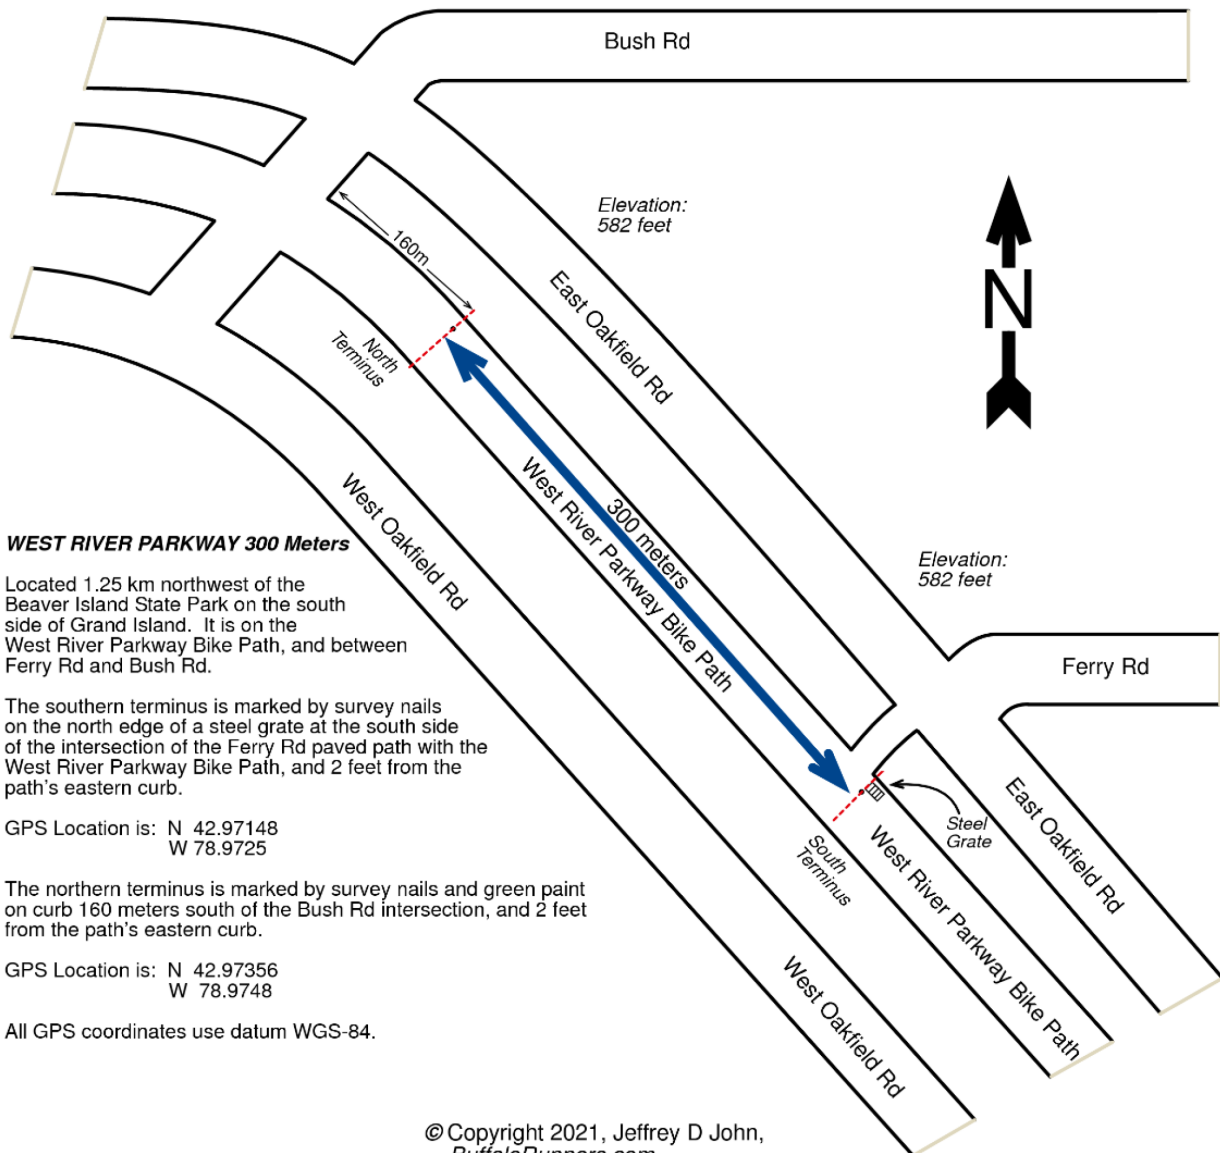 Bush Rd
Elevation:
582 feet
160m
East Oakfield Rd
N
North
Terminus
West River Parkway Bike Path
300 meters
West Oakfield Rd
WEST RIVER PARKWAY 300 Meters
Located 1.25 km northwest of the
Beaver Island State Park on the south
side of Grand Island.  It is on the
West River Parkway Bike Path, and between
Ferry Rd and Bush Rd.
The southern terminus is marked by survey nails
on the north edge of a steel grate at the south side
of the intersection of the Ferry Rd paved path with the
West River Parkway Bike Path, and 2 feet from the
path's eastern curb.
GPS Location is:  N  42.97148
W 78.9725
The northern terminus is marked by survey nails and green paint
on curb 160 meters south of the Bush Rd intersection, and 2 feet
from the path's eastern curb.
GPS Location is:  N  42.97356
W  78.9748
All GPS coordinates use datum WGS-84.
Elevation:
582 feet
Ferry Rd
Steel
Grate
South
Terminus
East Oakfield Rd
West River Parkway Bike Path
West Oakfield Rd
© Copyright 2021, Jeffrey D John,
BuffaloRunners.com